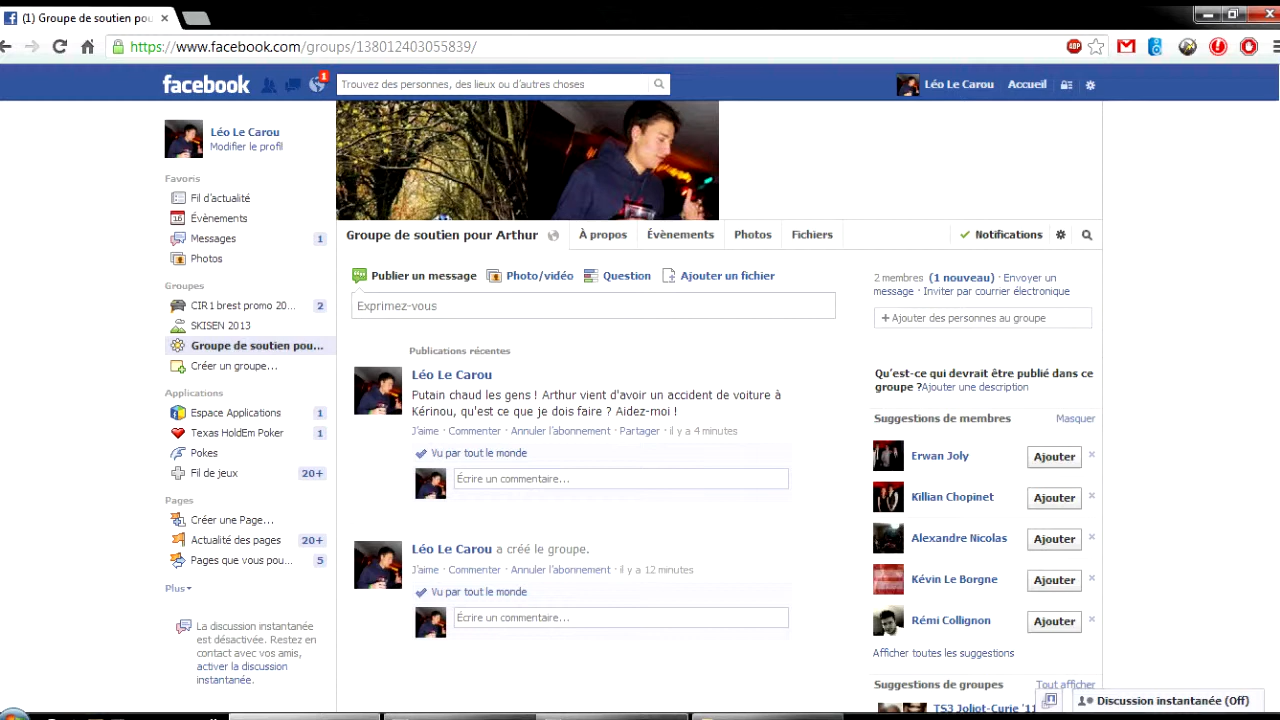 (1) Groupe de soutien pou
https://www.facebook.com/groups/138012403055839/
facebook
1
Trouvez des personnes, des lieux ou d'autres choses
Léo Le Carou
Accueil
Léo Le Carou
Modifier le profil
Favoris
Fil d'actualité
Évènements
Messages 1
Photos
Groupes
CIR1 brest promo 20... 2
SKISEN 2013
Groupe de soutien pou...
Créer un groupe...
Applications
Espace Applications 1
Texas HoldEm Poker 1
Pokes
Fil de jeux 20+
Pages
Créer une Page...
Actualité des pages 20+
Pages que vous pou... 5
Plus
La discussion instantanée
est désactivée. Restez en
contact avec vos amis,
activer la discussion
instantanée.
Groupe de soutien pour Arthur
À propos
Évènements
Photos
Fichiers
Notifications
Publier un message
Photo/vidéo
Question
Ajouter un fichier
Exprimez-vous
Publications récentes
Léo Le Carou
Putain chaud les gens ! Arthur vient d'avoir un accident de voiture à
Kérinou, qu'est ce que je dois faire ? Aidez-moi !
J'aime · Commenter · Annuler l'abonnement · Partager · il y a 4 minutes
Vu par tout le monde
Écrire un commentaire...
Léo Le Carou a créé le groupe.
J'aime · Commenter · Annuler l'abonnement · il y a 12 minutes
Vu par tout le monde
Écrire un commentaire...
2 membres (1 nouveau) · Envoyer un
message · Inviter par courrier électronique
+ Ajouter des personnes au groupe
Qu'est-ce qui devrait être publié dans ce
groupe ?Ajouter une description
Suggestions de membres Masquer
Erwan Joly Ajouter
Killian Chopinet Ajouter
Alexandre Nicolas Ajouter
Kévin Le Borgne Ajouter
Rémi Collignon Ajouter
Afficher toutes les suggestions
Suggestions de groupes Tout afficher
TS3 Joliot-Curie '11
Discussion instantanée (Off)